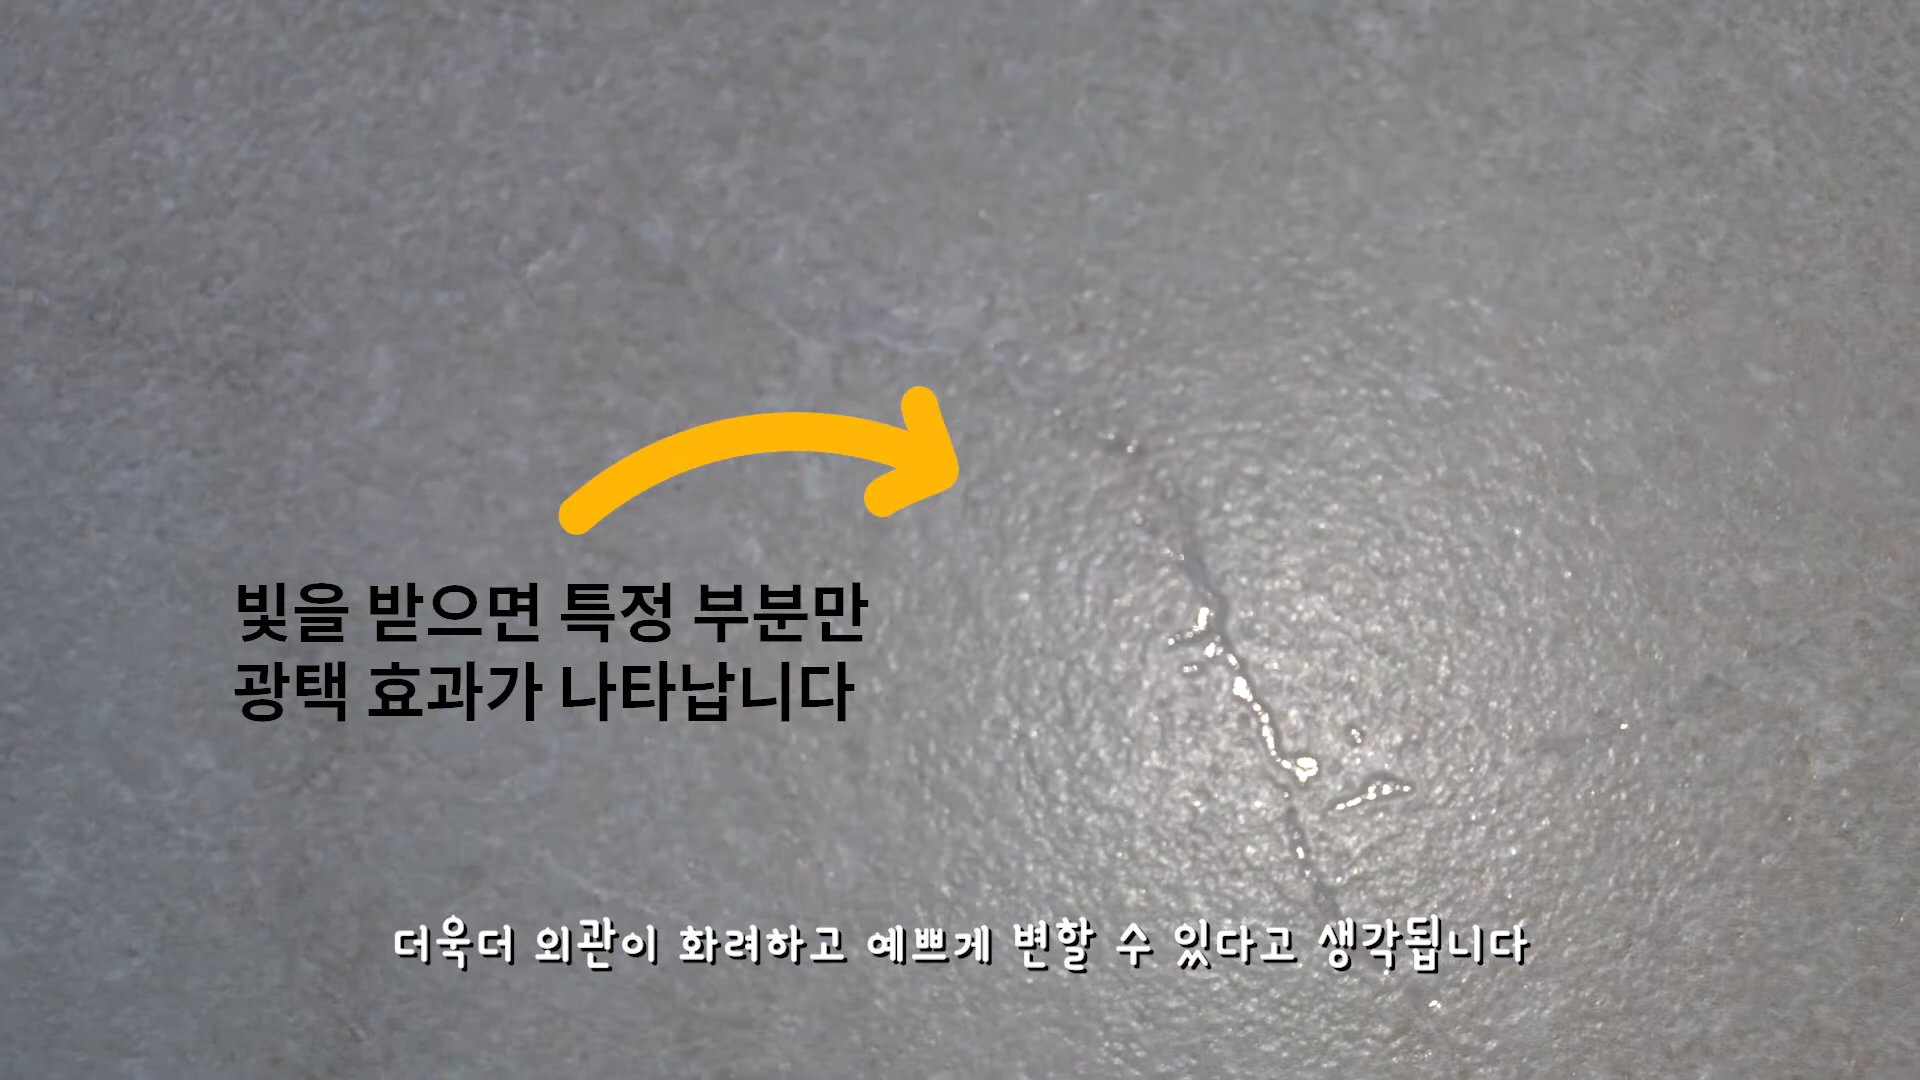 빛을 받으면 특정 부분만
광택 효과가 나타납니다
더욱더 외관이 화려하고 예쁘게 변할 수 있다고 생각됩니다